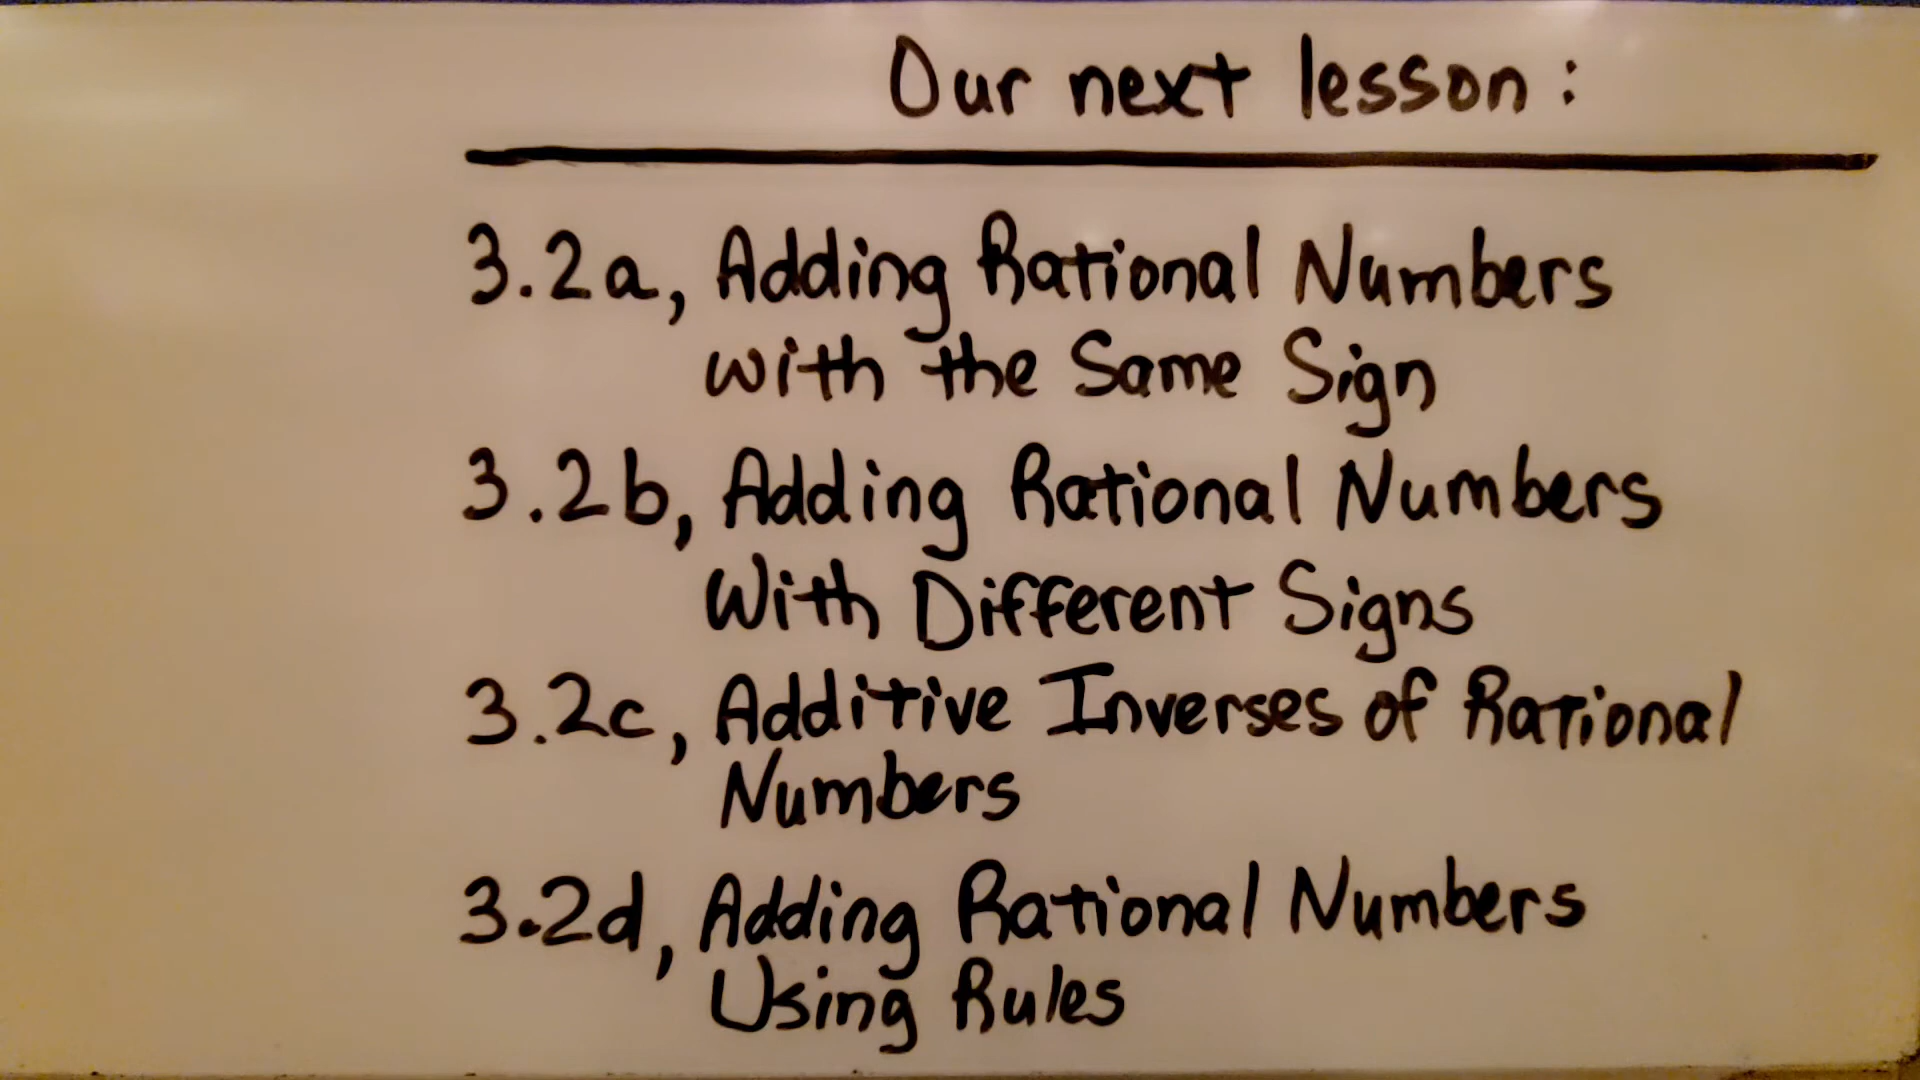 Our next lesson:
3.2a, Adding Rational Numbers
with the Same Sign
3.2b, Adding Rational Numbers
With Different Signs
3.2c, Additive Inverses of Rational
Numbers
3.2d, Adding Rational Numbers
Using Rules